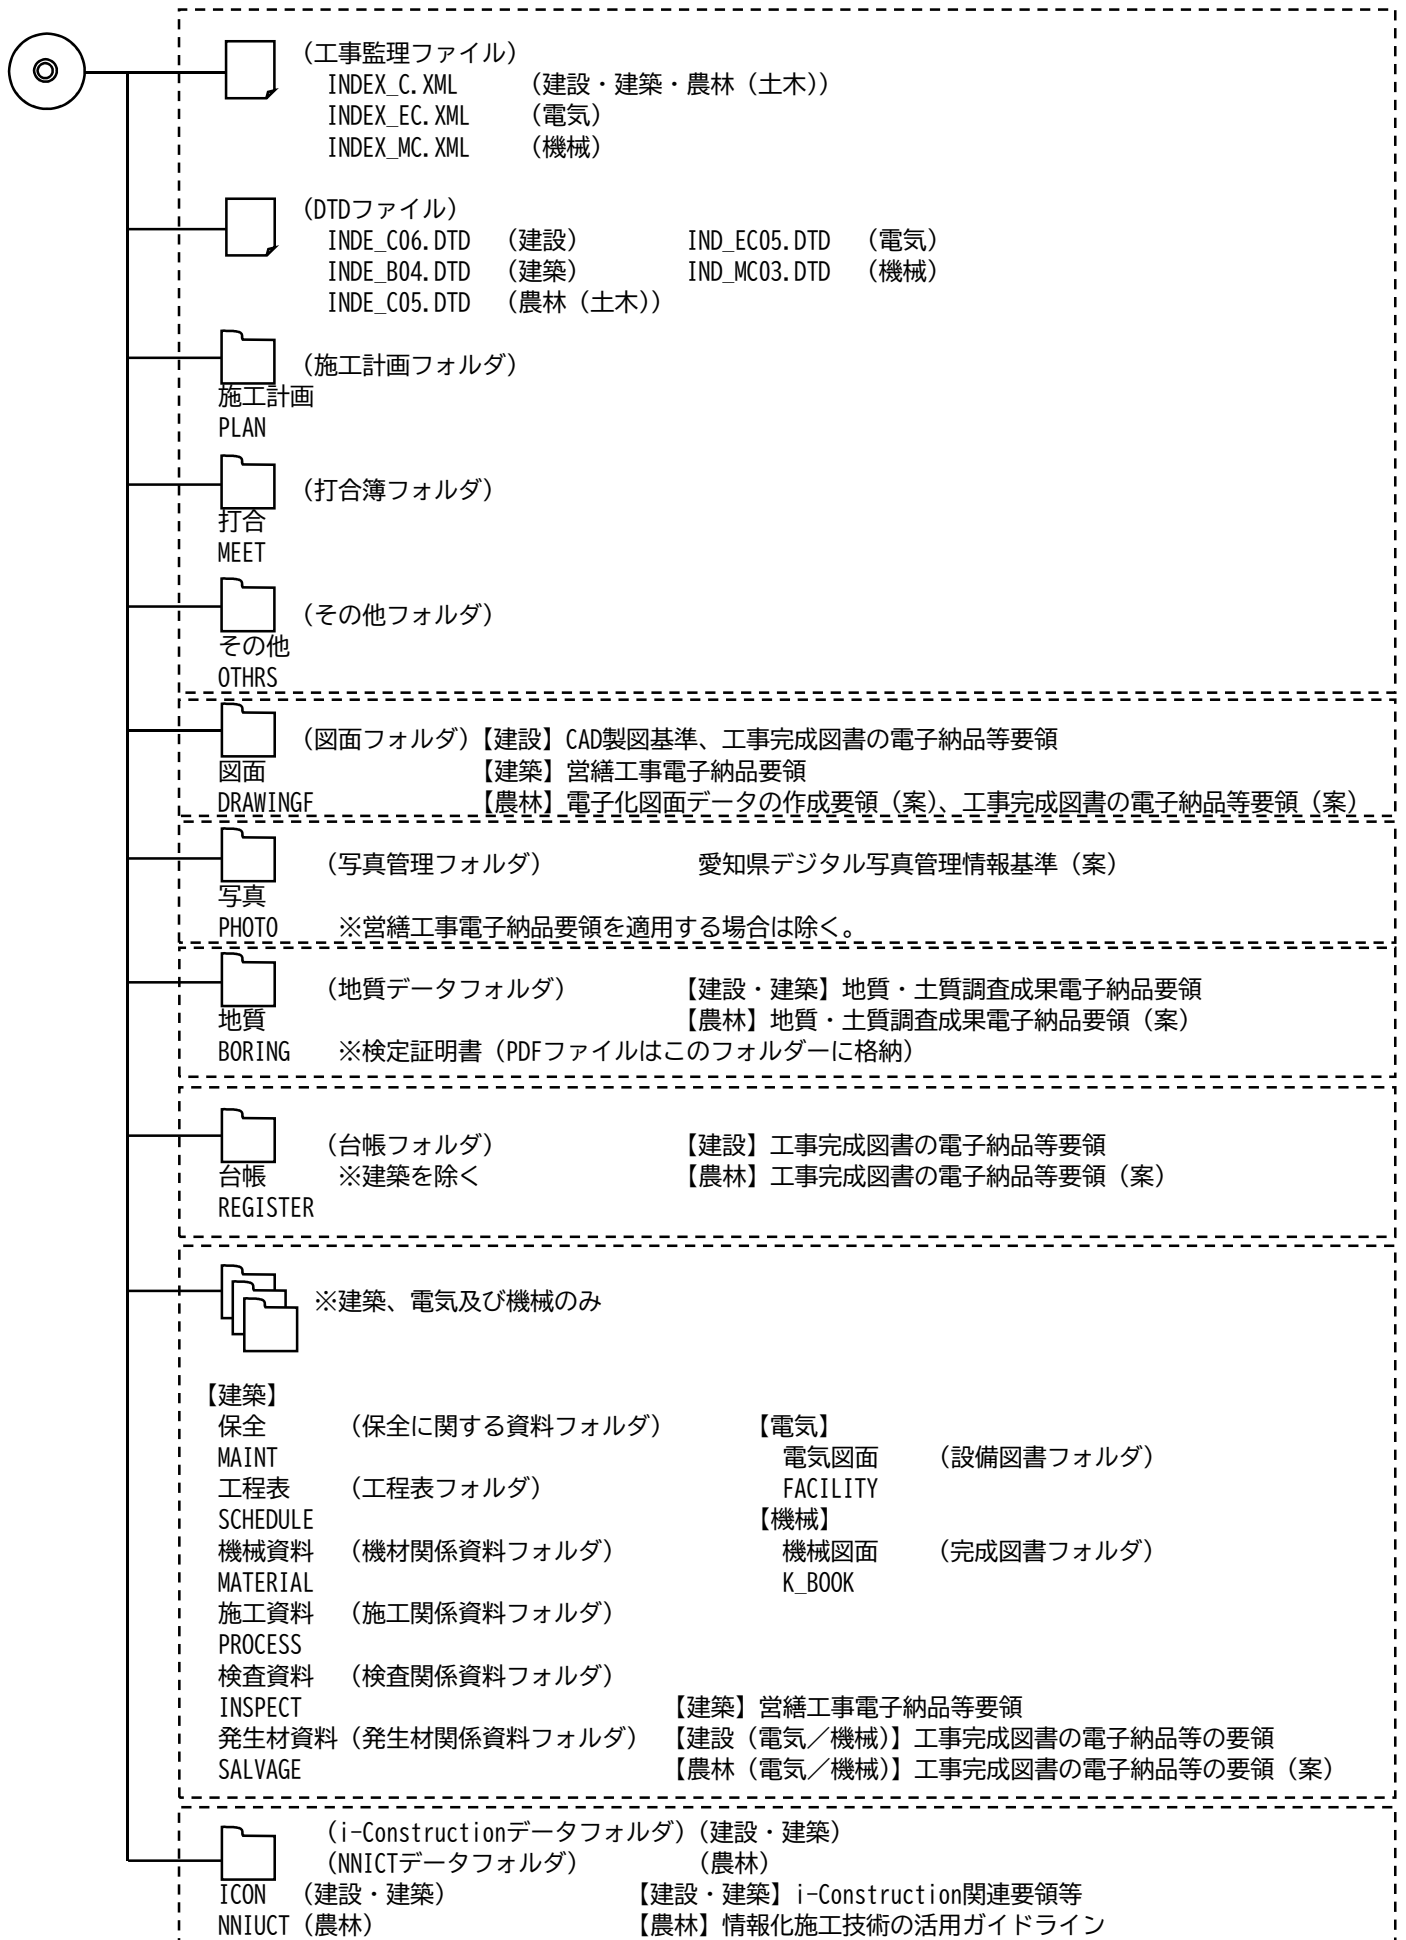 （工事監理ファイル）
INDEX_C.XML （建設・建築・農林（土木））
INDEX_EC.XML （電気）
INDEX_MC.XML （機械）
（DTDファイル）
INDE_C06.DTD （建設） IND_EC05.DTD （電気）
INDE_B04.DTD （建築） IND_MC03.DTD （機械）
INDE_C05.DTD （農林（土木））
（施工計画フォルダ）
施工計画
PLAN
（打合簿フォルダ）
打合
MEET
（その他フォルダ）
その他
OTHRS
（図面フォルダ）【建設】CAD製図基準、工事完成図書の電子納品等要領
図面 【建築】営繕工事電子納品要領
DRAWINGF 【農林】電子化図面データの作成要領（案）、工事完成図書の電子納品等要領（案）
（写真管理フォルダ） 愛知県デジタル写真管理情報基準（案）
写真
PHOTO ※営繕工事電子納品要領を適用する場合は除く。
（地質データフォルダ） 【建設・建築】地質・土質調査成果電子納品要領
地質 【農林】地質・土質調査成果電子納品要領（案）
BORING ※検定証明書（PDFファイルはこのフォルダーに格納）
（台帳フォルダ） 【建設】工事完成図書の電子納品等要領
台帳 ※建築を除く 【農林】工事完成図書の電子納品等要領（案）
REGISTER
※建築、電気及び機械のみ
【建築】
保全 （保全に関する資料フォルダ） 【電気】
MAINT 電気図面 （設備図書フォルダ）
工程表 （工程表フォルダ） FACILITY
SCHEDULE 【機械】
機械資料 （機材関係資料フォルダ） 機械図面 （完成図書フォルダ）
MATERIAL K_BOOK
施工資料 （施工関係資料フォルダ）
PROCESS
検査資料 （検査関係資料フォルダ）
INSPECT 【建築】営繕工事電子納品等要領
発生材資料（発生材関係資料フォルダ） 【建設（電気／機械）】工事完成図書の電子納品等の要領
SALVAGE 【農林（電気／機械）】工事完成図書の電子納品等の要領（案）
（i-Constructionデータフォルダ）（建設・建築）
（NNICTデータフォルダ） （農林）
ICON （建設・建築） 【建設・建築】i-Construction関連要領等
NNIUCT（農林） 【農林】情報化施工技術の活用ガイドライン